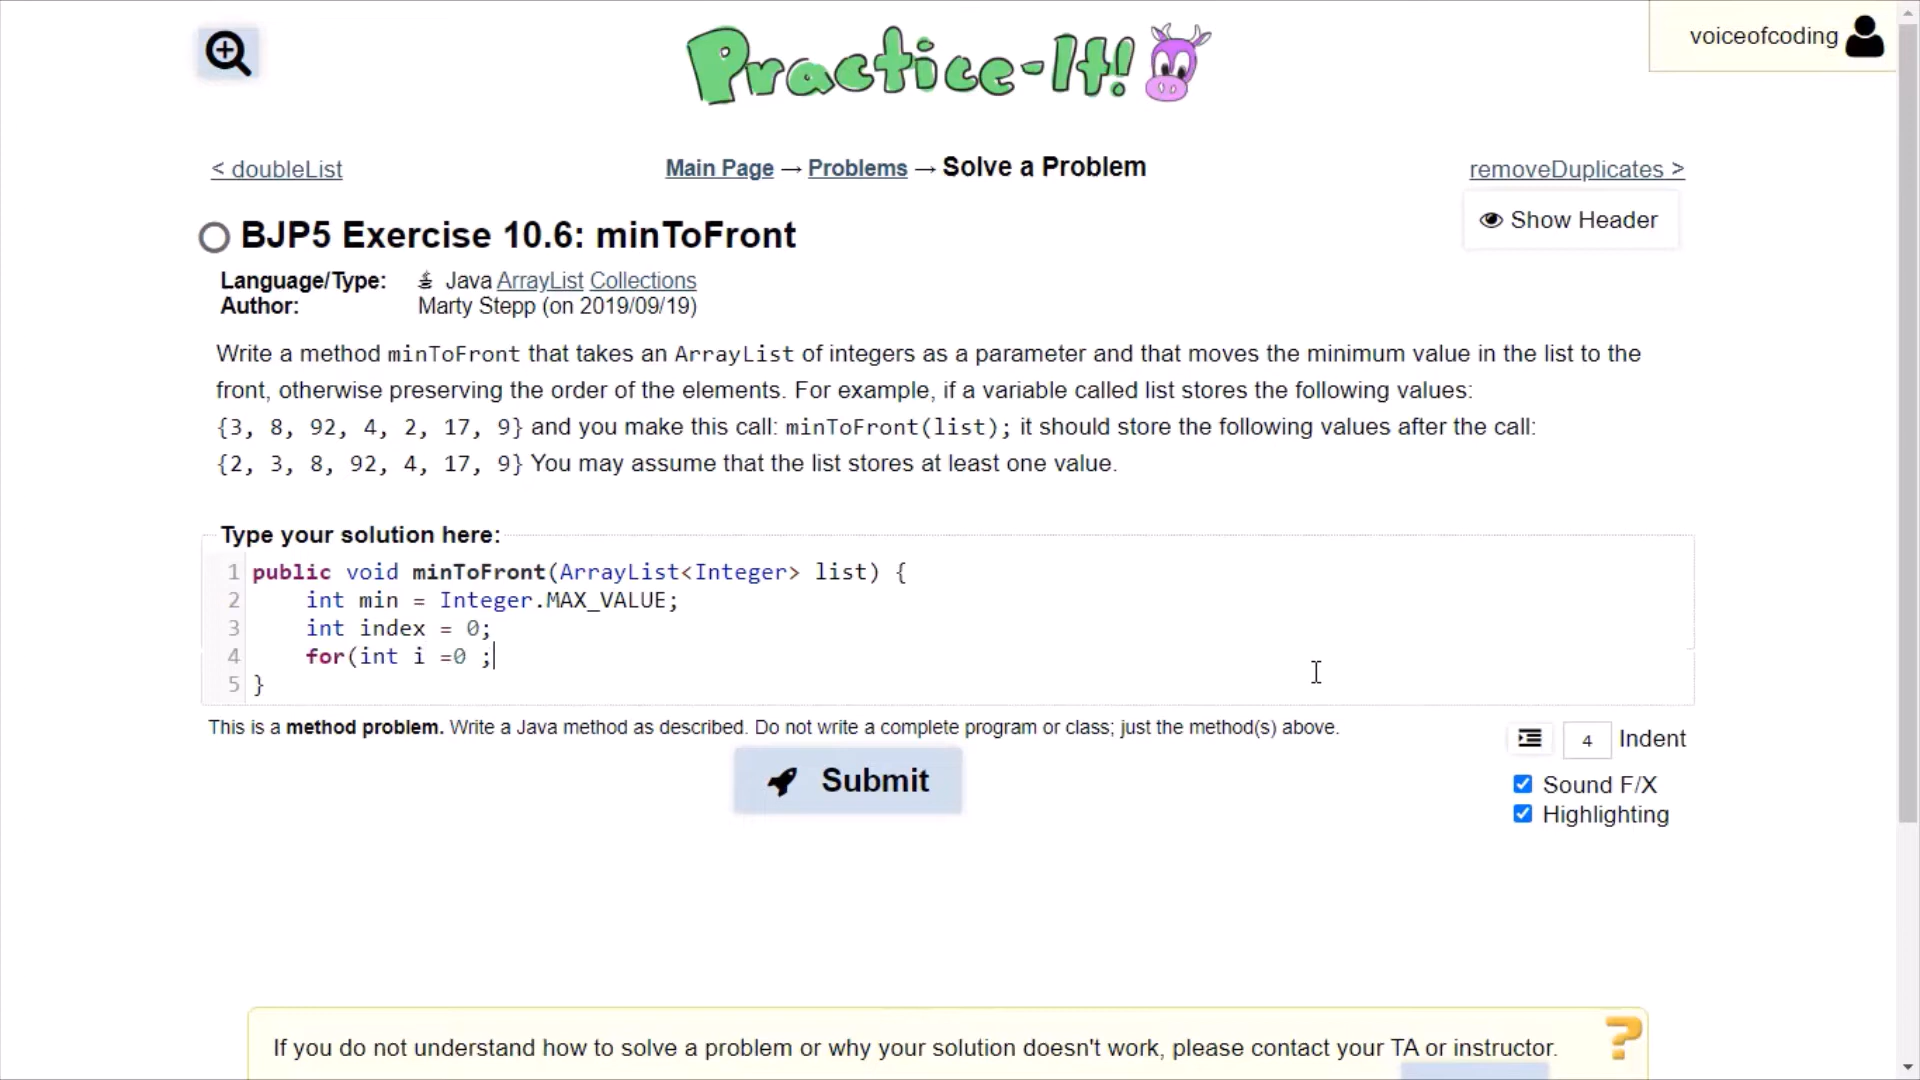 Practice-It!
voiceofcoding
< doubleList
Main Page → Problems → Solve a Problem
removeDuplicates >
Show Header
BJP5 Exercise 10.6: minToFront
Language/Type: Java ArrayList Collections
Author: Marty Stepp (on 2019/09/19)
Write a method minToFront that takes an ArrayList of integers as a parameter and that moves the minimum value in the list to the
front, otherwise preserving the order of the elements. For example, if a variable called list stores the following values:
{3, 8, 92, 4, 2, 17, 9} and you make this call: minToFront(list); it should store the following values after the call:
{2, 3, 8, 92, 4, 17, 9} You may assume that the list stores at least one value.
Type your solution here:
1 public void minToFront(ArrayList<Integer> list) {
2 int min = Integer.MAX_VALUE;
3 int index = 0;
4 for(int i =0 ;
5 }
This is a method problem. Write a Java method as described. Do not write a complete program or class; just the method(s) above.
4 Indent
Submit
Sound F/X
Highlighting
If you do not understand how to solve a problem or why your solution doesn't work, please contact your TA or instructor.
?